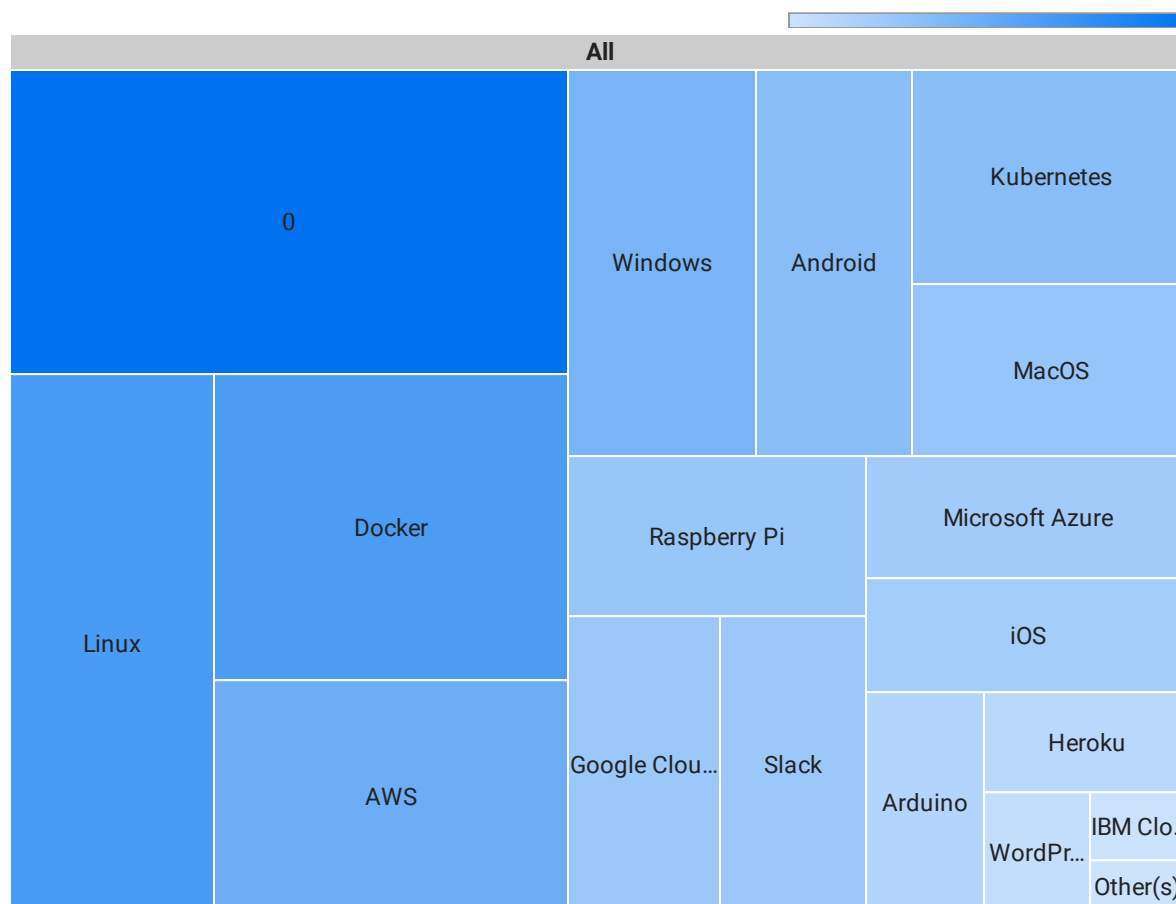 All
0
Windows
Android
Kubernetes
MacOS
Linux
Docker
AWS
Raspberry Pi
Microsoft Azure
iOS
Google Clou...
Slack
Arduino
Heroku
WordPr...
IBM Clo.
Other(s)